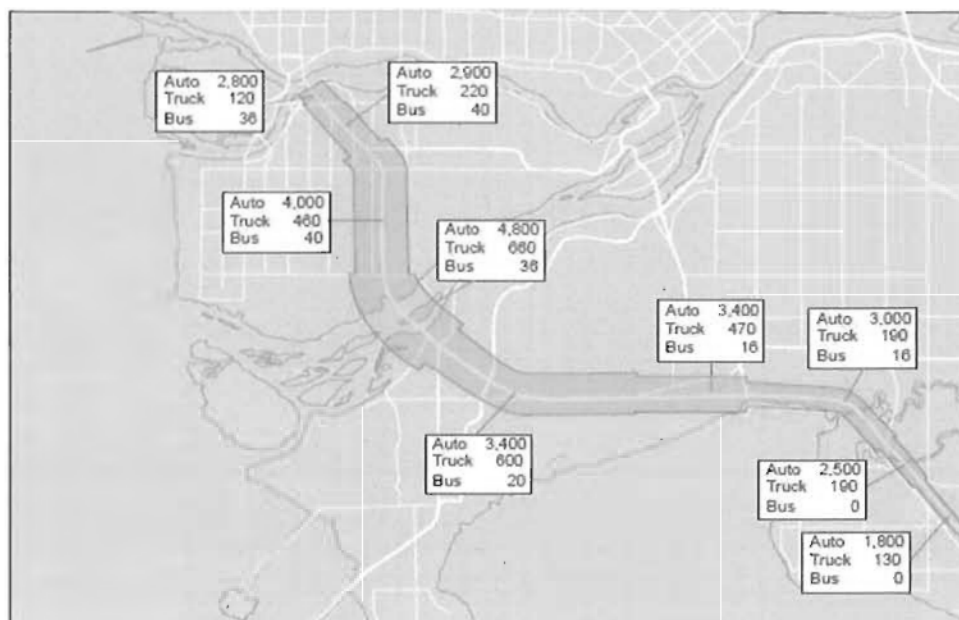 Auto 2,800
Truck 120
Bus 36
Auto 2,900
Truck 220
Bus 40
Auto 4,000
Truck 460
Bus 40
Auto 4,800
Truck 660
Bus 36
Auto 3,400
Truck 470
Bus 16
Auto 3,000
Truck 190
Bus 16
Auto 3,400
Truck 600
Bus 20
Auto 2,500
Truck 190
Bus 0
Auto 1,800
Truck 130
Bus 0